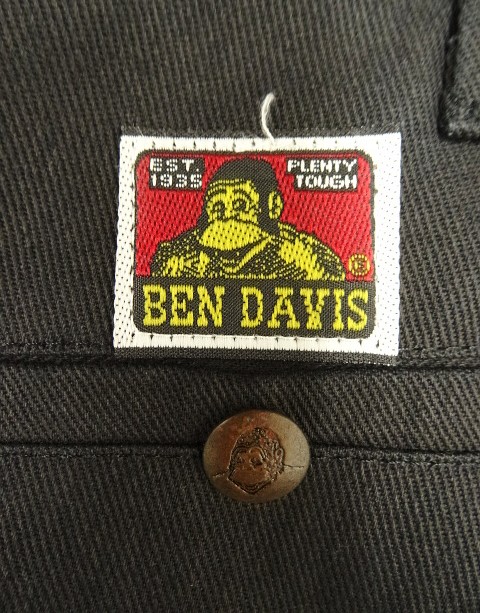 EST. PLENTY
1935 TOUGH
BEN DAVIS
®